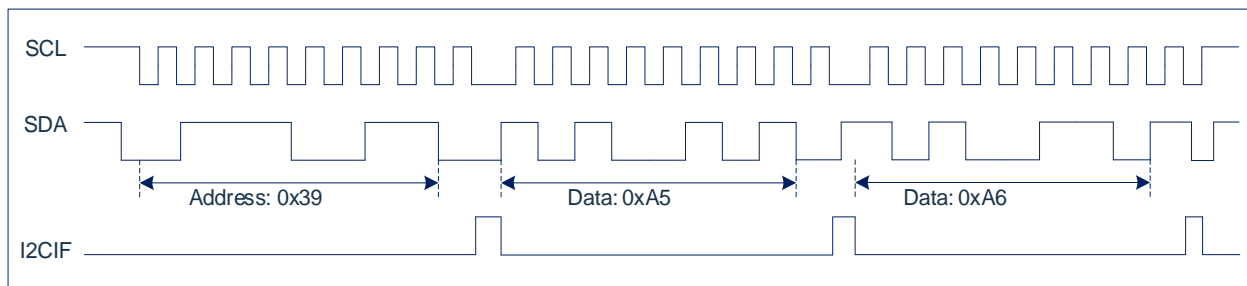 SCL
SDA
Address: 0x39 Data: 0xA5 Data: 0xA6
I2CIF